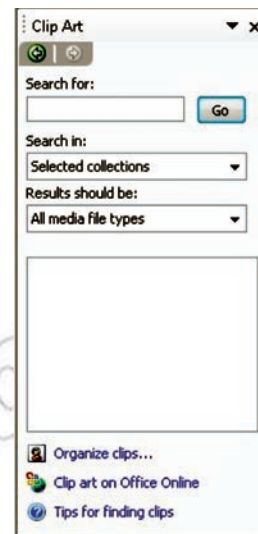 Clip Art
Search for:
Go
Search in:
Selected collections
Results should be:
All media file types
Organize clips...
Clip art on Office Online
Tips for finding clips